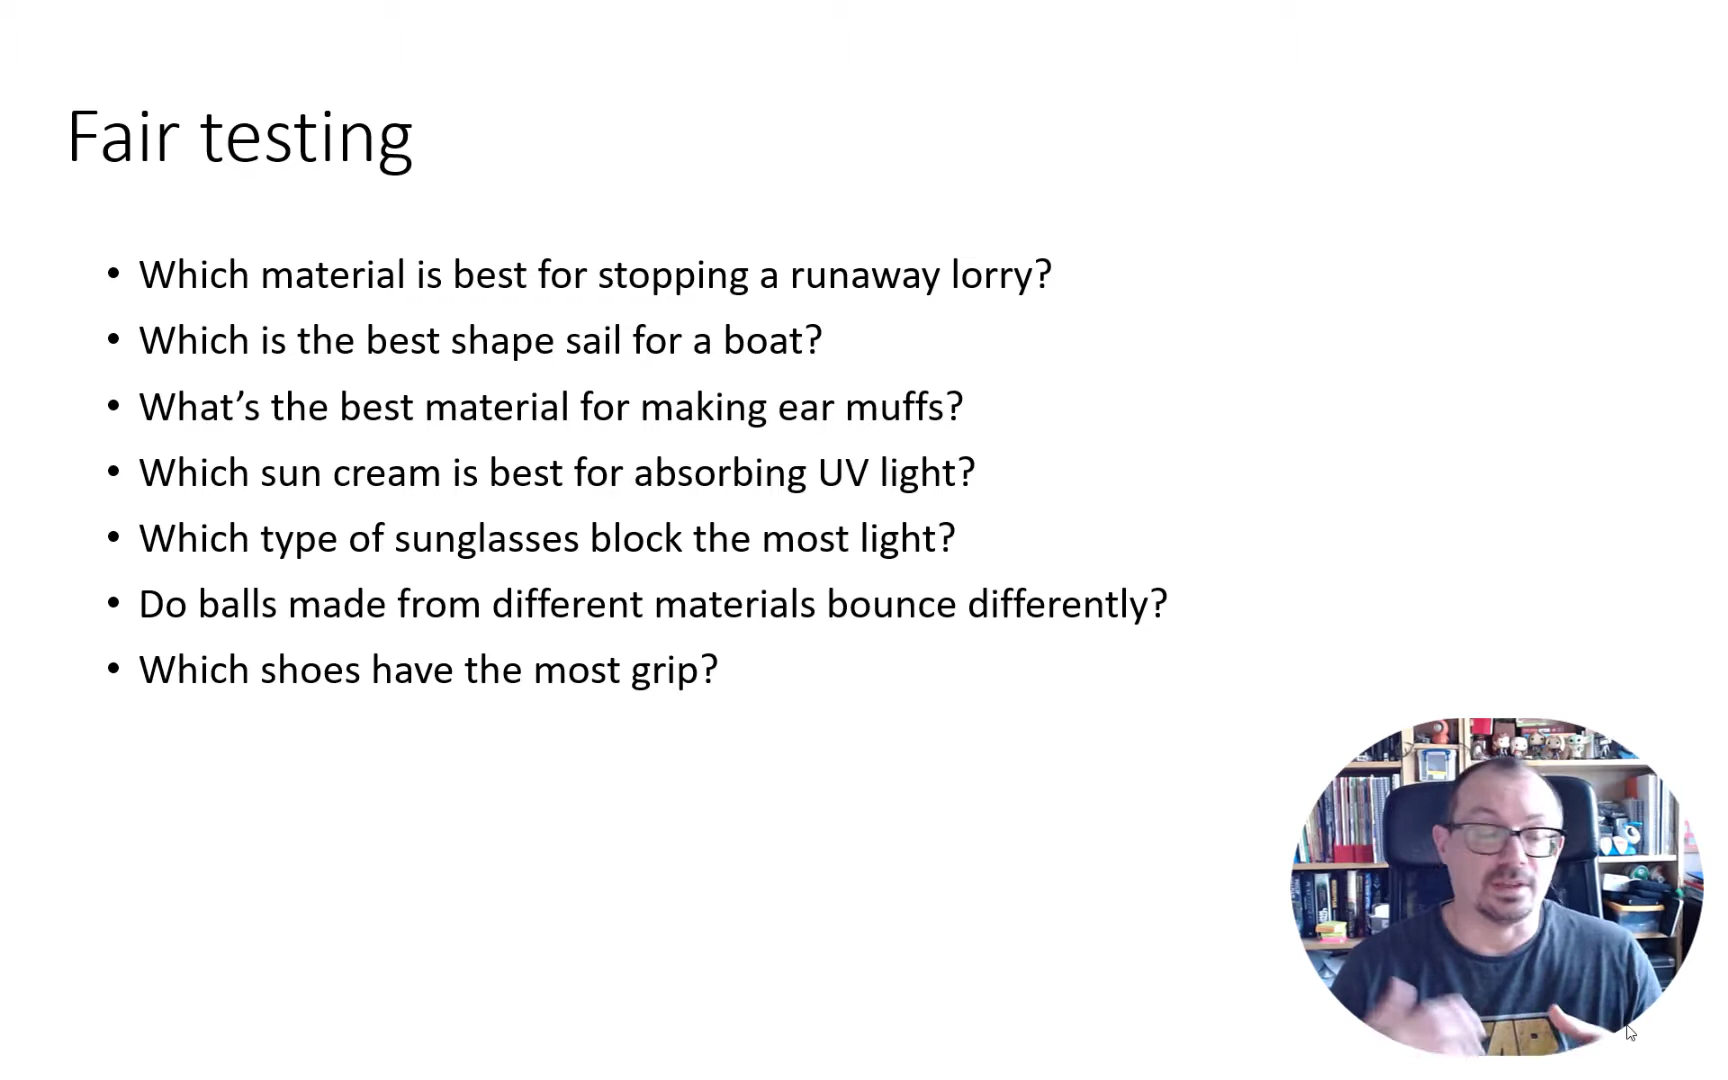 Fair testing
• Which material is best for stopping a runaway lorry?
• Which is the best shape sail for a boat?
• What’s the best material for making ear muffs?
• Which sun cream is best for absorbing UV light?
• Which type of sunglasses block the most light?
• Do balls made from different materials bounce differently?
• Which shoes have the most grip?